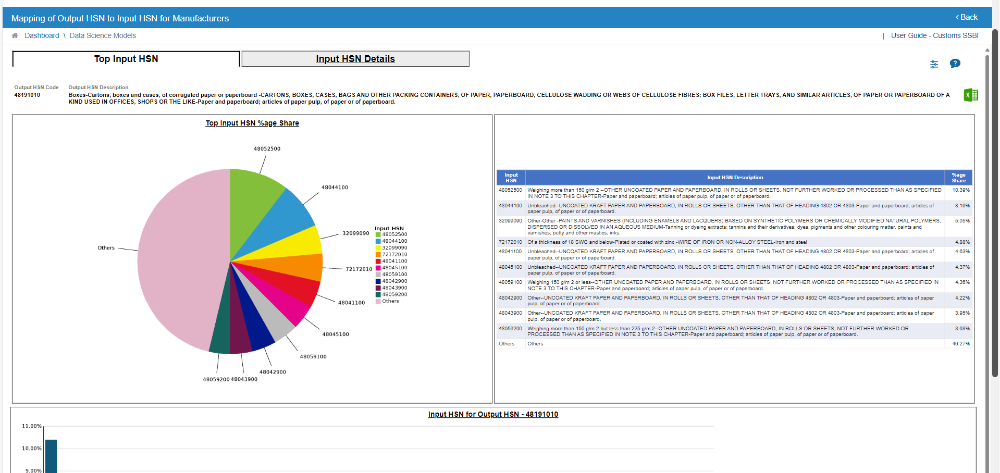 Mapping of Output HSN to Input HSN for Manufacturers
< Back
Dashboard \ Data Science Models
| User Guide - Customs SSBI
Top Input HSN
Input HSN Details
?
Output HSN Code
Output HSN Description
48191010
Boxes-Cartons, boxes and cases, of corrugated paper or paperboard -CARTONS, BOXES, CASES, BAGS AND OTHER PACKING CONTAINERS, OF PAPER, PAPERBOARD, CELLULOSE WADDING OR WEBS OF CELLULOSE FIBRES; BOX FILES, LETTER TRAYS, AND SIMILAR ARTICLES, OF PAPER OR PAPERBOARD OF A
KIND USED IN OFFICES, SHOPS OR THE LIKE-Paper and paperboard; articles of paper pulp, of paper or of paperboard.
X
Top Input HSN %age Share
48052500
48044100
32099090
72172010
48041100
48045100
48059100
48042900
48043900
48059200
Others
Input HSN
48052500
48044100
32099090
72172010
48041100
48045100
48059100
48042900
48043900
48059200
Others
Input
HSN
Input HSN Description
%age
Share
48052500
Weighing more than 150 g/m 2 --OTHER UNCOATED PAPER AND PAPERBOARD, IN ROLLS OR SHEETS, NOT FURTHER WORKED OR PROCESSED THAN AS SPECIFIED
IN NOTE 3 TO THIS CHAPTER-Paper and paperboard; articles of paper pulp, of paper or of paperboard.
10.39%
48044100
Unbleached--UNCOATED KRAFT PAPER AND PAPERBOARD, IN ROLLS OR SHEETS, OTHER THAN THAT OF HEADING 4802 OR 4803-Paper and paperboard; articles of
paper pulp, of paper or of paperboard.
8.19%
32099090
Other-Other -PAINTS AND VARNISHES (INCLUDING ENAMELS AND LACQUERS) BASED ON SYNTHETIC POLYMERS OR CHEMICALLY MODIFIED NATURAL POLYMERS,
DISPERSED OR DISSOLVED IN AN AQUEOUS MEDIUM-Tanning or dyeing extracts; tannins and their derivatives; dyes, pigments and other colouring matter, paints and
varnishes; putty and other mastics; inks.
5.05%
72172010
Of a thickness of 18 SWG and below-Plated or coated with zinc -WIRE OF IRON OR NON-ALLOY STEEL-Iron and steel
4.88%
48041100
Unbleached--UNCOATED KRAFT PAPER AND PAPERBOARD, IN ROLLS OR SHEETS, OTHER THAN THAT OF HEADING 4802 OR 4803-Paper and paperboard; articles of
paper pulp, of paper or of paperboard.
4.63%
48045100
Unbleached--UNCOATED KRAFT PAPER AND PAPERBOARD, IN ROLLS OR SHEETS, OTHER THAN THAT OF HEADING 4802 OR 4803-Paper and paperboard; articles of
paper pulp, of paper or of paperboard.
4.37%
48059100
Weighing 150 g/m 2 or less--OTHER UNCOATED PAPER AND PAPERBOARD, IN ROLLS OR SHEETS, NOT FURTHER WORKED OR PROCESSED THAN AS SPECIFIED IN
NOTE 3 TO THIS CHAPTER-Paper and paperboard; articles of paper pulp, of paper or of paperboard.
4.36%
48042900
Other--UNCOATED KRAFT PAPER AND PAPERBOARD, IN ROLLS OR SHEETS, OTHER THAN THAT OF HEADING 4802 OR 4803-Paper and paperboard; articles of paper
pulp, of paper or of paperboard.
4.22%
48043900
Other--UNCOATED KRAFT PAPER AND PAPERBOARD, IN ROLLS OR SHEETS, OTHER THAN THAT OF HEADING 4802 OR 4803-Paper and paperboard; articles of paper
pulp, of paper or of paperboard.
3.95%
48059200
Weighing more than 150 g/m 2 but less than 225 g/m 2--OTHER UNCOATED PAPER AND PAPERBOARD, IN ROLLS OR SHEETS, NOT FURTHER WORKED OR
PROCESSED THAN AS SPECIFIED IN NOTE 3 TO THIS CHAPTER-Paper and paperboard; articles of paper pulp, of paper or of paperboard.
3.68%
Others
Others
46.27%
Input HSN for Output HSN - 48191010
11.00%
10.00%
9.00%